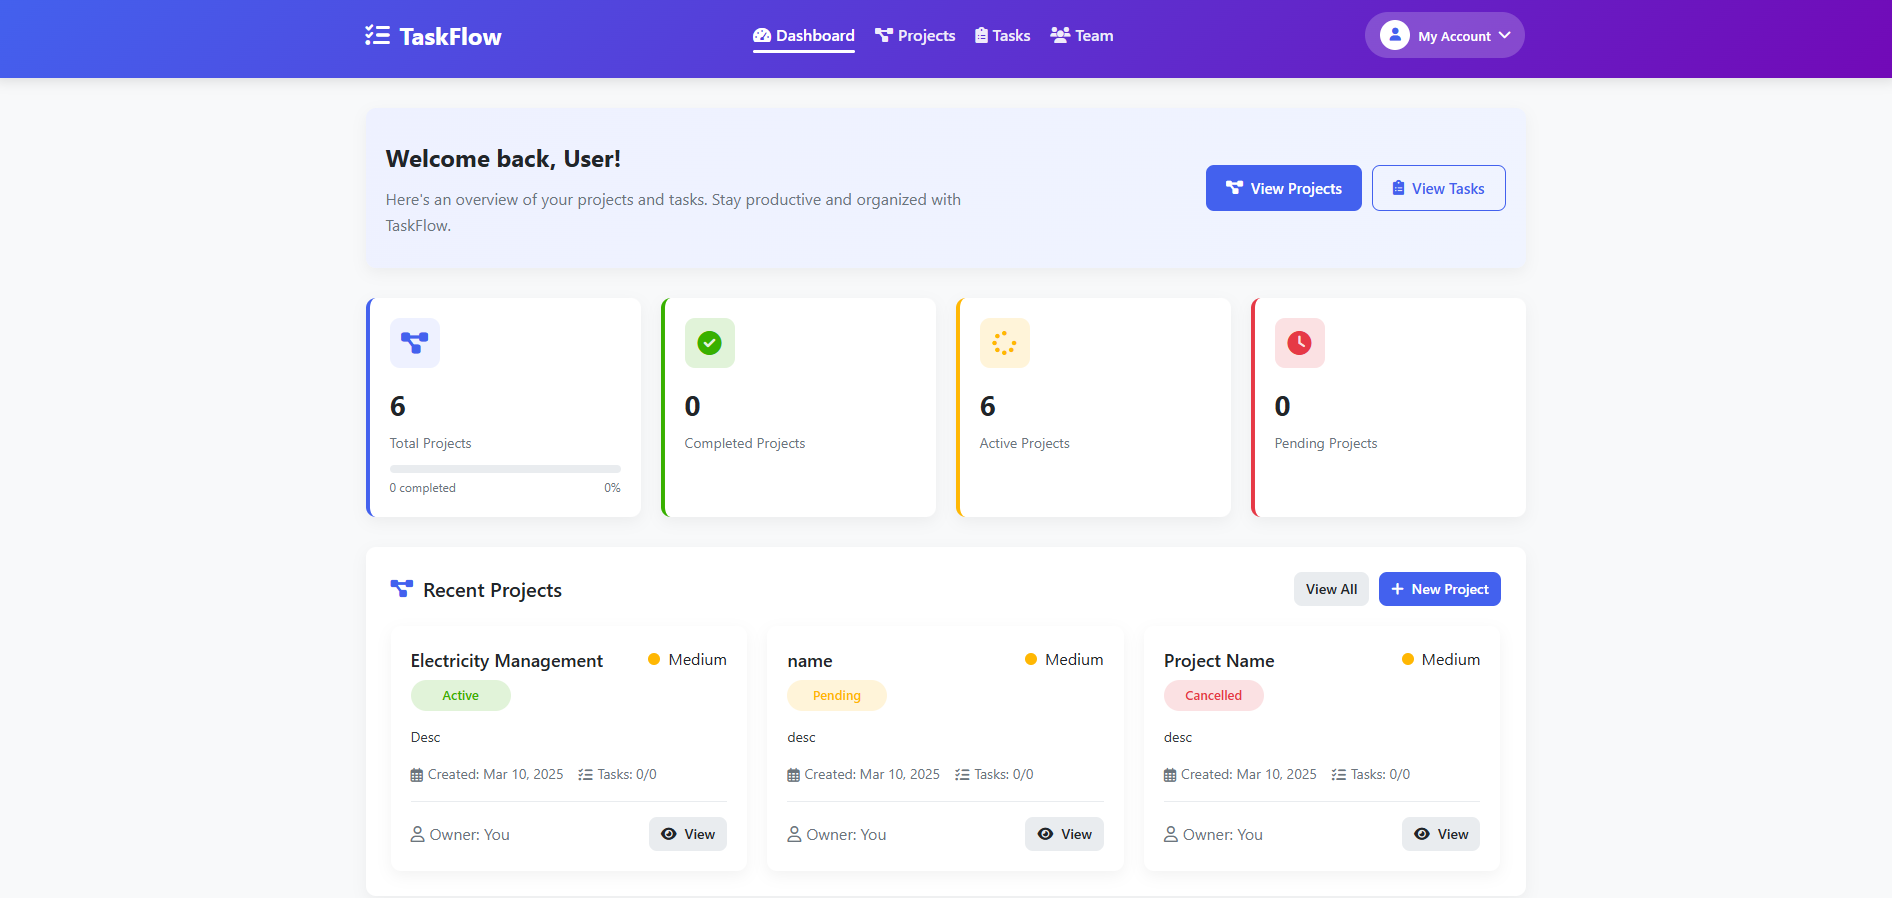 TaskFlow
Dashboard Projects Tasks Team
My Account
Welcome back, User!
Here's an overview of your projects and tasks. Stay productive and organized with
TaskFlow.
View Projects View Tasks
6
Total Projects
0 completed 0%
0
Completed Projects
6
Active Projects
0
Pending Projects
Recent Projects
View All New Project
Electricity Management Medium
Active
Desc
Created: Mar 10, 2025 Tasks: 0/0
Owner: You View
name Medium
Pending
desc
Created: Mar 10, 2025 Tasks: 0/0
Owner: You View
Project Name Medium
Cancelled
desc
Created: Mar 10, 2025 Tasks: 0/0
Owner: You View